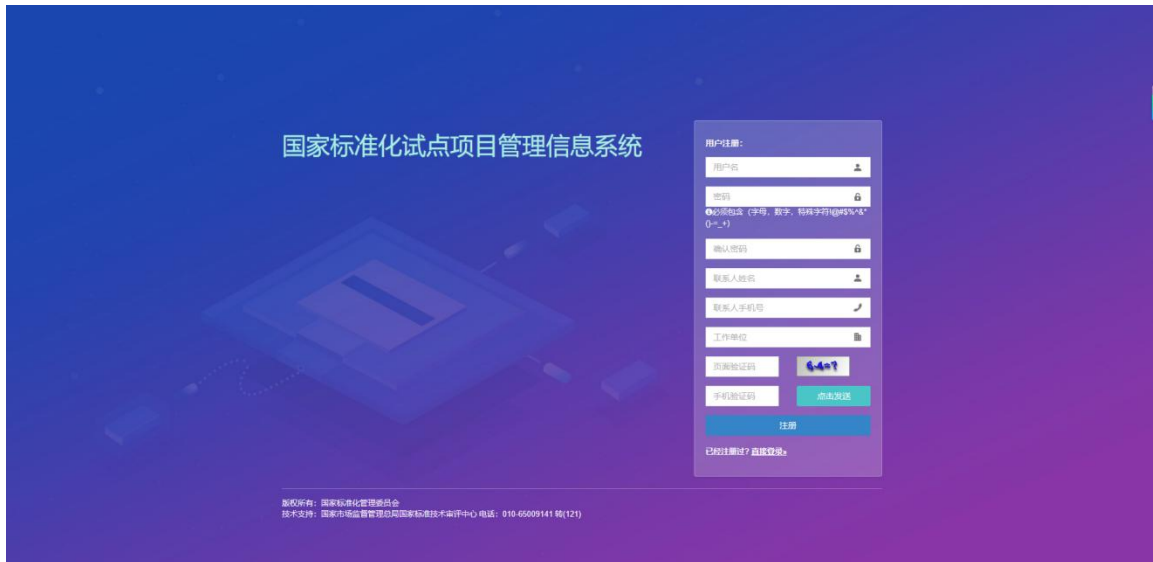 国家标准化试点项目管理信息系统
用户注册：
用户名
密码
必须包含（字母，数字，特殊字符!@#$%^&*
()-=_+)
确认密码
联系人姓名
联系人手机号
工作单位
页面验证码
6-4=?
手机验证码
点击发送
注册
已经注册过？直接登录»
版权所有：国家标准化管理委员会
技术支持：国家市场监督管理总局国家标准技术审评中心 电话：010-65009141 转(121)